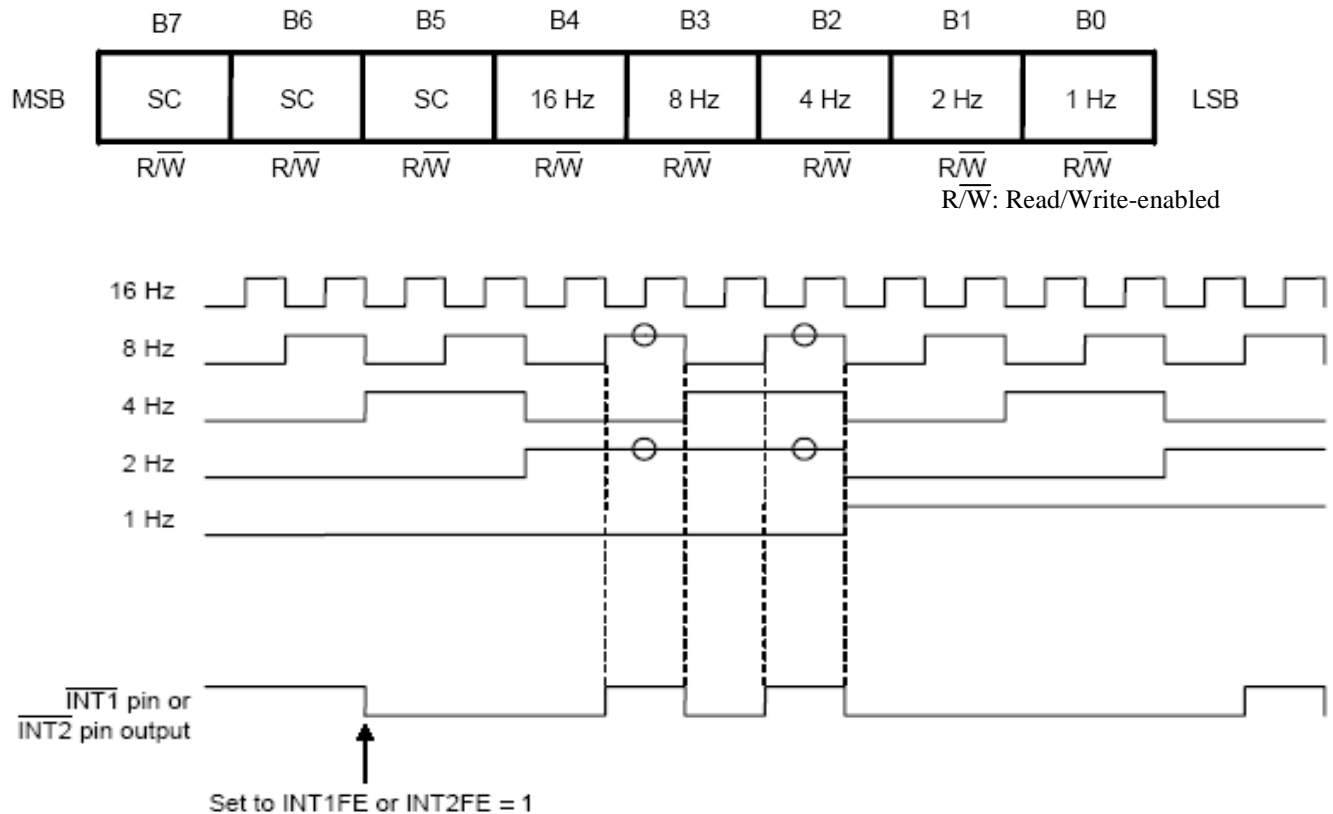 B7 B6 B5 B4 B3 B2 B1 B0
MSB SC SC SC 16 Hz 8 Hz 4 Hz 2 Hz 1 Hz LSB
R/W R/W R/W R/W R/W R/W R/W R/W
R/W: Read/Write-enabled
16 Hz
8 Hz
4 Hz
2 Hz
1 Hz
INT1 pin or
INT2 pin output
Set to INT1FE or INT2FE = 1